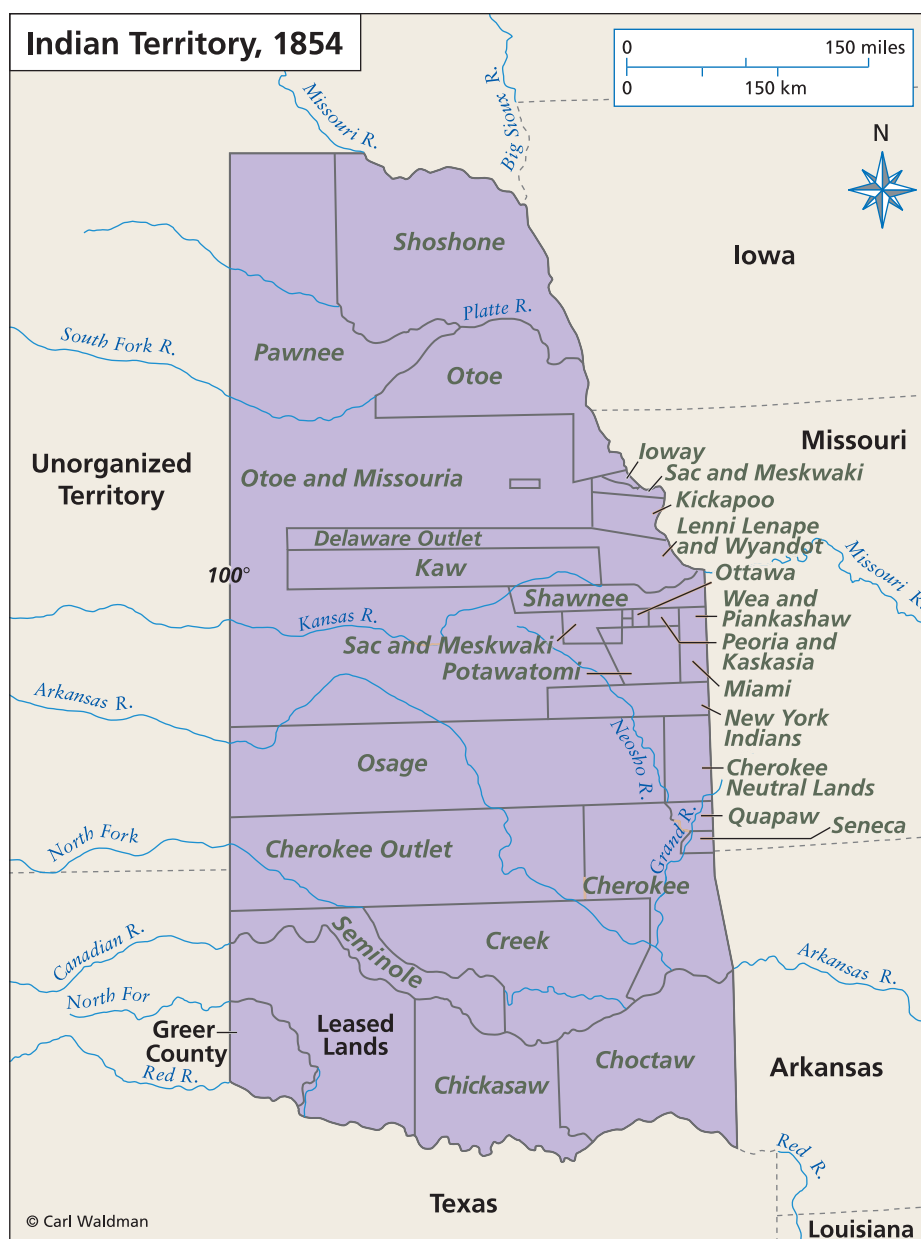 Indian Territory, 1854
0 150 miles
0 150 km
N
Missouri R.
Big Sioux R.
Iowa
Shoshone
Platte R.
South Fork R.
Pawnee
Otoe
Missouri
Unorganized
Territory
Otoe and Missouria
Ioway
Sac and Meskwaki
Kickapoo
Lenni Lenape
and Wyandot
Delaware Outlet
Kaw
100°
Missouri R.
Ottawa
Shawnee
Wea and
Piankashaw
Kansas R.
Sac and Meskwaki
Peoria and
Kaskasia
Potawatomi
Miami
Arkansas R.
New York
Indians
Neosho R.
Osage
Cherokee
Neutral Lands
Quapaw
Seneca
North Fork
Cherokee Outlet
Grand R.
Cherokee
Seminole
Creek
Canadian R.
Arkansas R.
North For
Greer
County
Leased
Lands
Choctaw
Arkansas
Red R.
Chickasaw
Red R.
Texas
© Carl Waldman
Louisiana